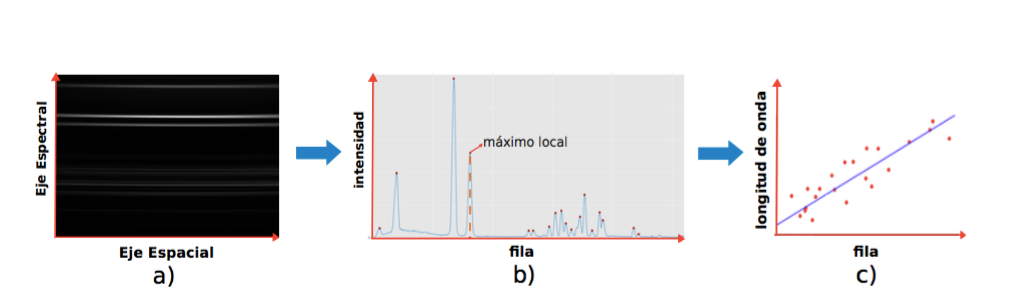 Eje Espectral
Eje Espacial
a)
intensidad
máximo local
fila
b)
longitud de onda
fila
c)